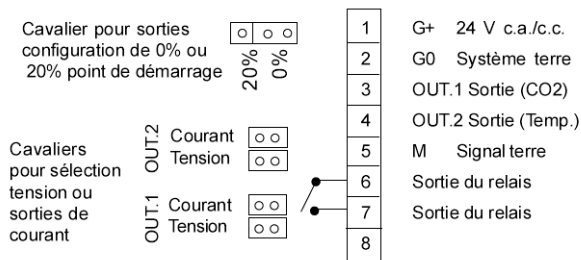 Cavalier pour sorties
configuration de 0% ou
20% point de démarrage
20%
0%
Cavaliers
pour sélection
tension ou
sorties de
courant
OUT.2
Courant
Tension
OUT.1
Courant
Tension
1 G+ 24 V c.a./c.c.
2 G0 Système terre
3 OUT.1 Sortie (CO2)
4 OUT.2 Sortie (Temp.)
5 M Signal terre
6 Sortie du relais
7 Sortie du relais
8